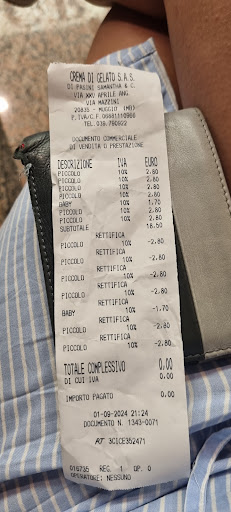 CREMA DI GELATO S.A.S.
DI PASONI SAMANTHA & C.
VIA XXV APRILE ANG.
VIA MAZZINI
20835 - MUGGIO' (MB)
P.IVA/C.F.06881110966
TEL.039.790602
DOCUMENTO COMMERCIALE
DI VENDITA O PRESTAZIONE
DESCRIZIONE IVA EURO
PICCOLO 10% 2.80
PICCOLO 10% 2.80
PICCOLO 10% 2.80
PICCOLO 10% 2.80
BABY 10% 1.70
PICCOLO 10% 2.80
PICCOLO 10% 2.80
SUBTOTALE 18.50
RETTIFICA
PICCOLO 10% -2.80
RETTIFICA
PICCOLO 10% -2.80
RETTIFICA
PICCOLO 10% -2.80
RETTIFICA
PICCOLO 10% -2.80
RETTIFICA
BABY 10% -1.70
RETTIFICA
PICCOLO 10% -2.80
RETTIFICA
PICCOLO 10% -2.80
TOTALE COMPLESSIVO 0,00
DI CUI IVA 0,00
IMPORTO PAGATO 0,00
01-09-2024 21:24
DOCUMENTO N. 1343-0071
RT 3CICE352471
016735 REG. 1 OP. 0
OPERATORE: NESSUNO